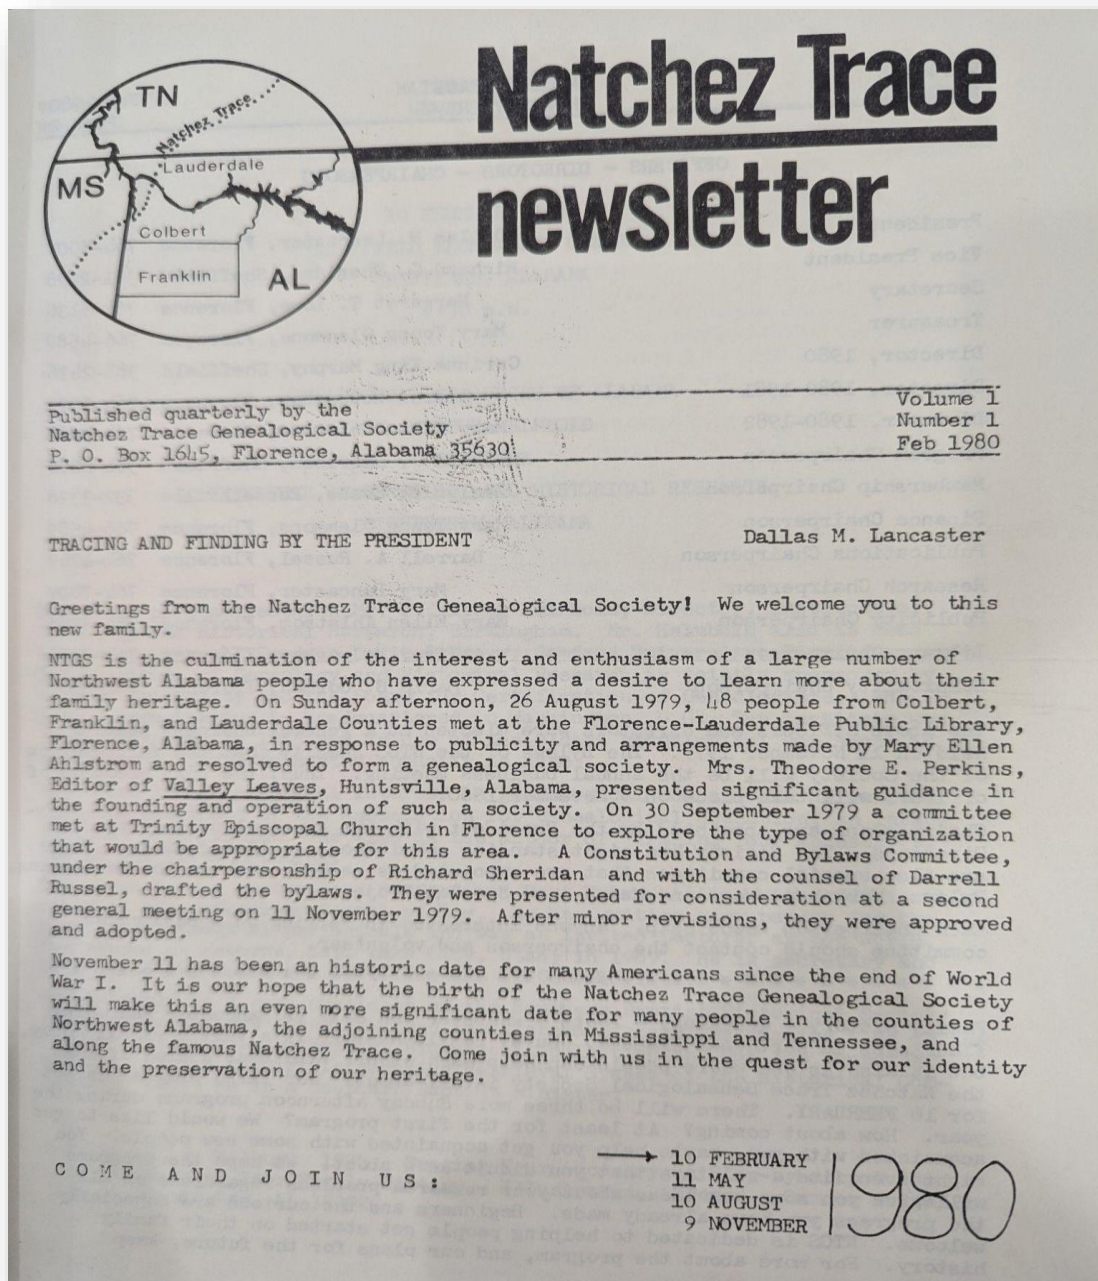 Natchez Trace
newsletter
TN
Natchez Trace
Lauderdale
MS
Colbert
Franklin
AL
Published quarterly by the
Natchez Trace Genealogical Society
P. O. Box 1645, Florence, Alabama 35630
Volume 1
Number 1
Feb 1980
TRACING AND FINDING BY THE PRESIDENT Dallas M. Lancaster
Greetings from the Natchez Trace Genealogical Society! We welcome you to this
new family.
NTGS is the culmination of the interest and enthusiasm of a large number of
Northwest Alabama people who have expressed a desire to learn more about their
family heritage. On Sunday afternoon, 26 August 1979, 48 people from Colbert,
Franklin, and Lauderdale Counties met at the Florence-Lauderdale Public Library,
Florence, Alabama, in response to publicity and arrangements made by Mary Ellen
Ahlstrom and resolved to form a genealogical society. Mrs. Theodore E. Perkins,
Editor of Valley Leaves, Huntsville, Alabama, presented significant guidance in
the founding and operation of such a society. On 30 September 1979 a committee
met at Trinity Episcopal Church in Florence to explore the type of organization
that would be appropriate for this area. A Constitution and Bylaws Committee,
under the chairpersonship of Richard Sheridan and with the counsel of Darrell
Russel, drafted the bylaws. They were presented for consideration at a second
general meeting on 11 November 1979. After minor revisions, they were approved
and adopted.
November 11 has been an historic date for many Americans since the end of World
War I. It is our hope that the birth of the Natchez Trace Genealogical Society
will make this an even more significant date for many people in the counties of
Northwest Alabama, the adjoining counties in Mississippi and Tennessee, and
along the famous Natchez Trace. Come join with us in the quest for our identity
and the preservation of our heritage.
COME AND JOIN US:
10 FEBRUARY
11 MAY
10 AUGUST
9 NOVEMBER
1980